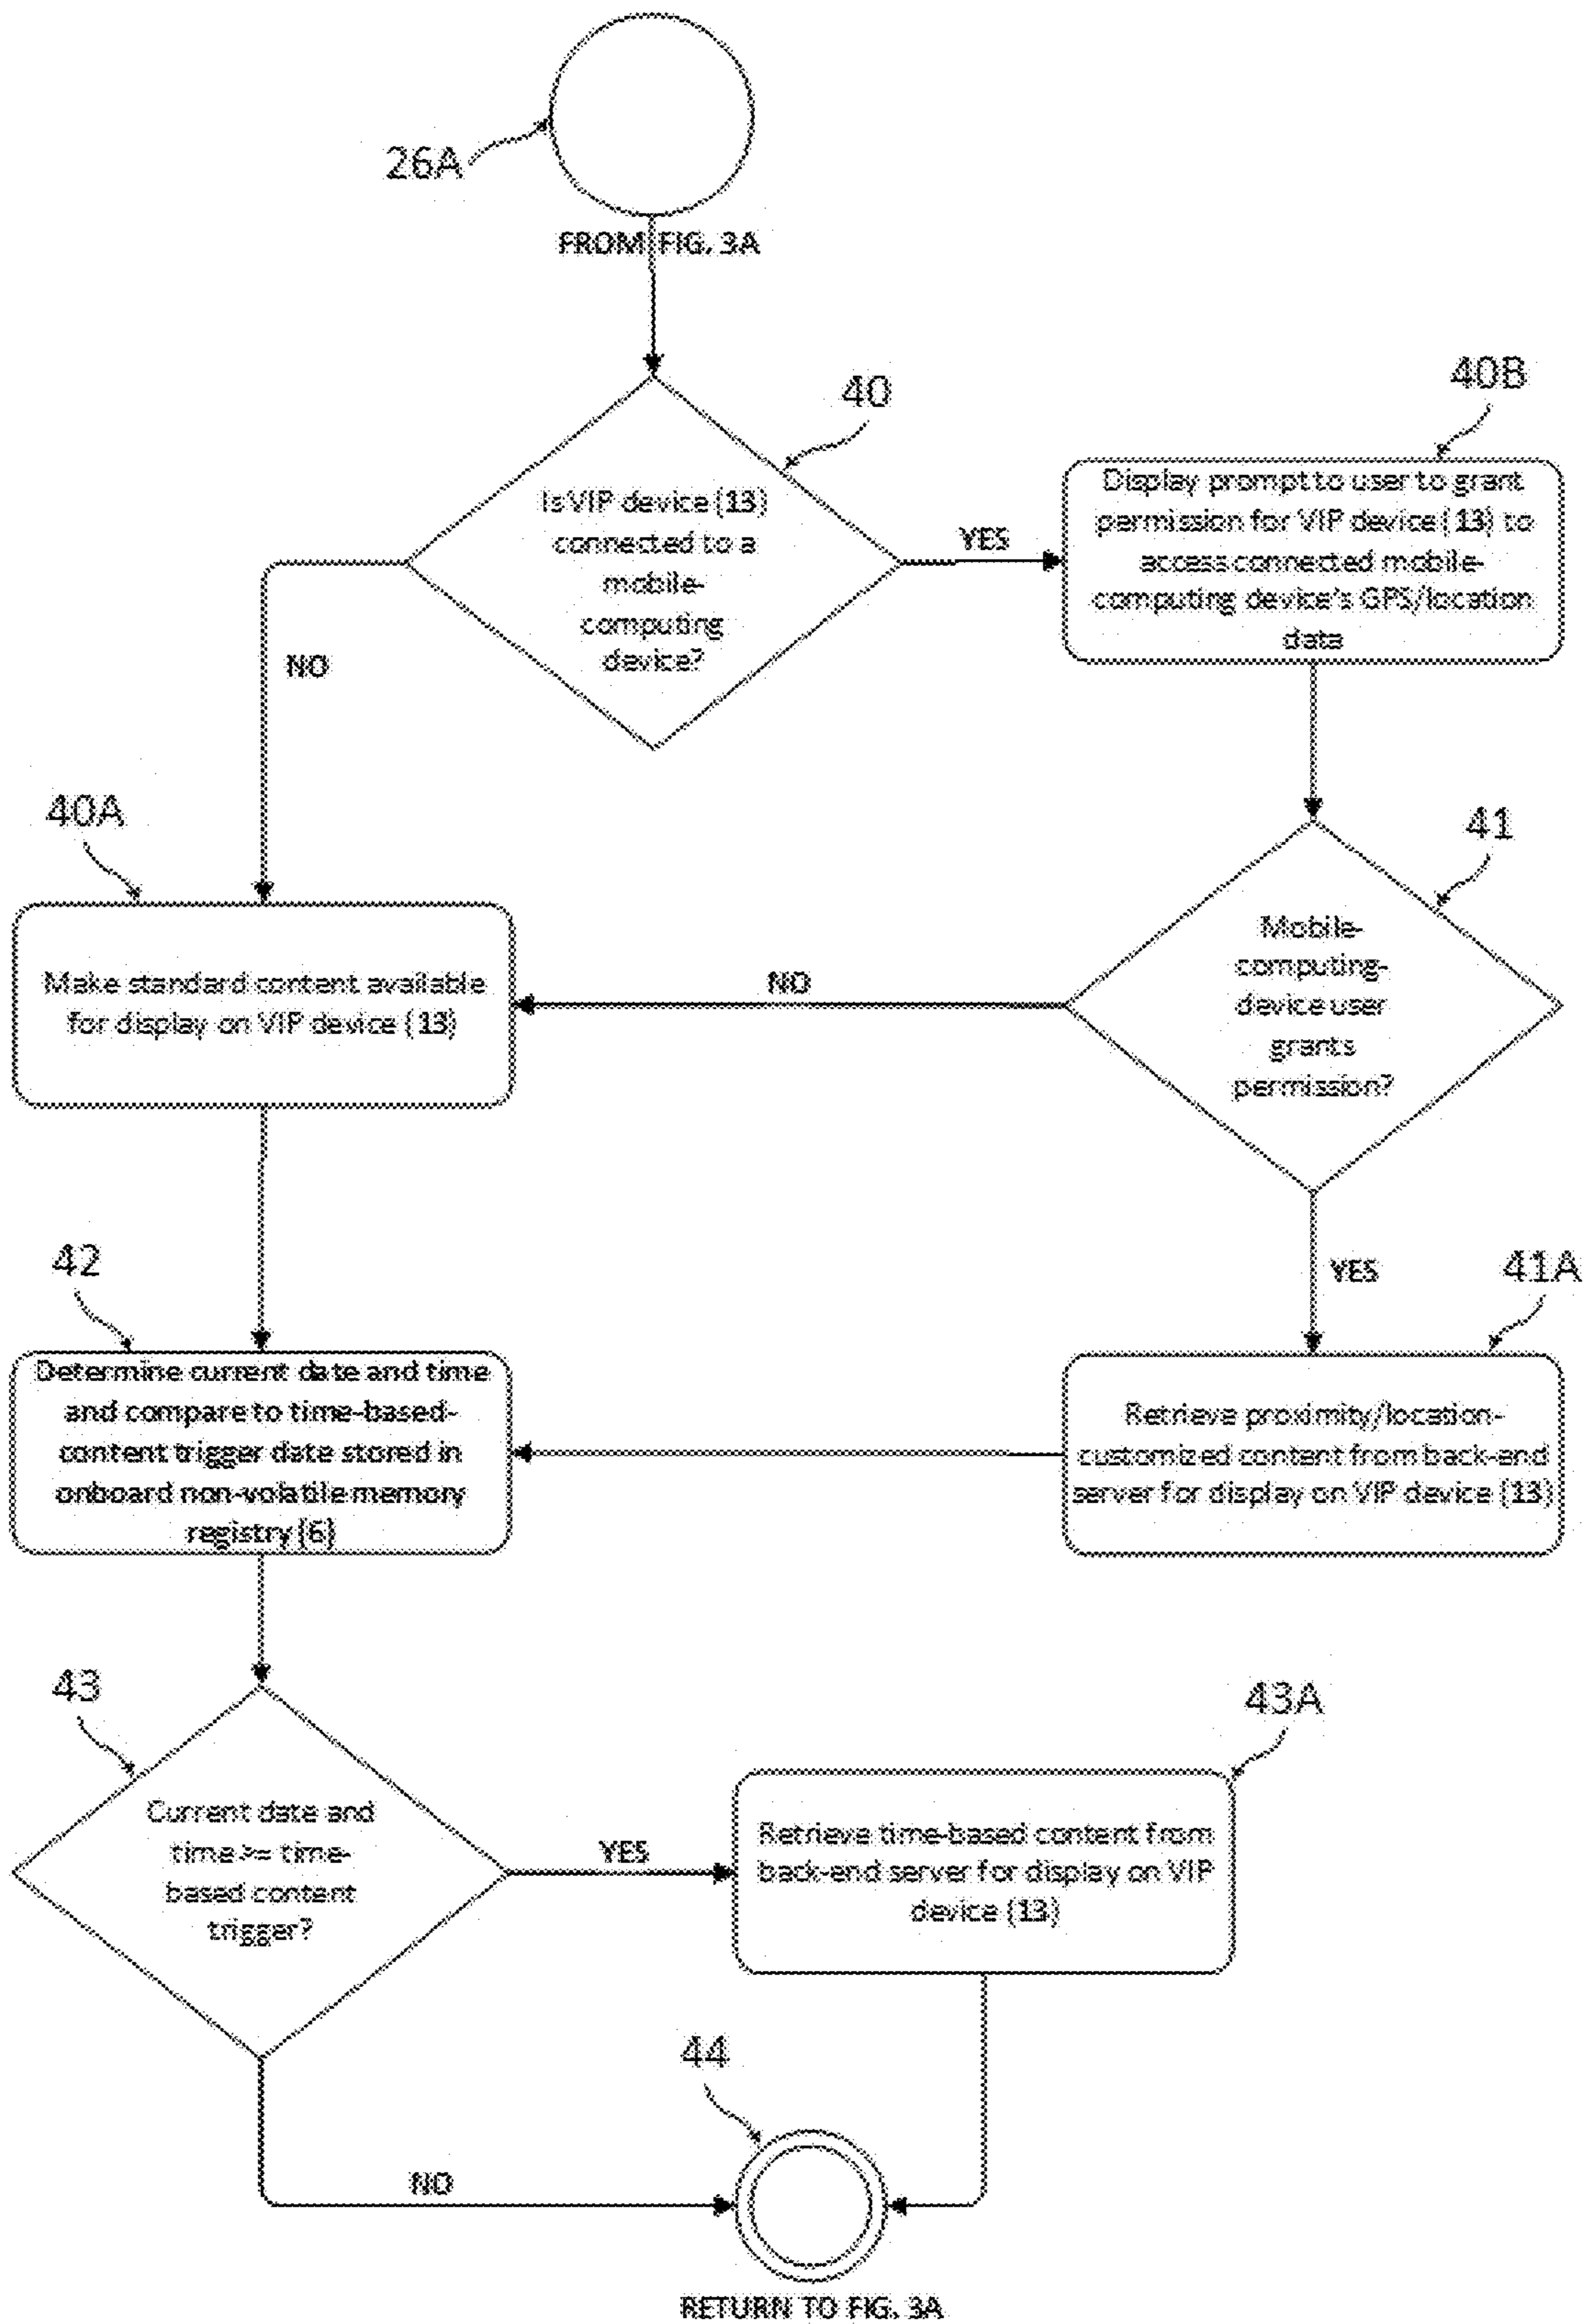 26A
FROM FIG. 3A
40
Is VIP device (13)
connected to a
mobile-
computing
device?
YES
NO
40B
Display prompt to user to grant
permission for VIP device (13) to
access connected mobile-
computing device's GPS/location
data
41
Mobile-
computing-
device user
grants
permission?
NO
YES
40A
Make standard content available
for display on VIP device (13)
41A
Retrieve proximity/location-
customized content from back-end
server for display on VIP device (13)
42
Determine current date and time
and compare to time-based-
content trigger date stored in
onboard non-volatile memory
registry (6)
43
Current date and
time >= time-
based content
trigger?
YES
NO
43A
Retrieve time-based content from
back-end server for display on VIP
device (13)
44
RETURN TO FIG. 3A